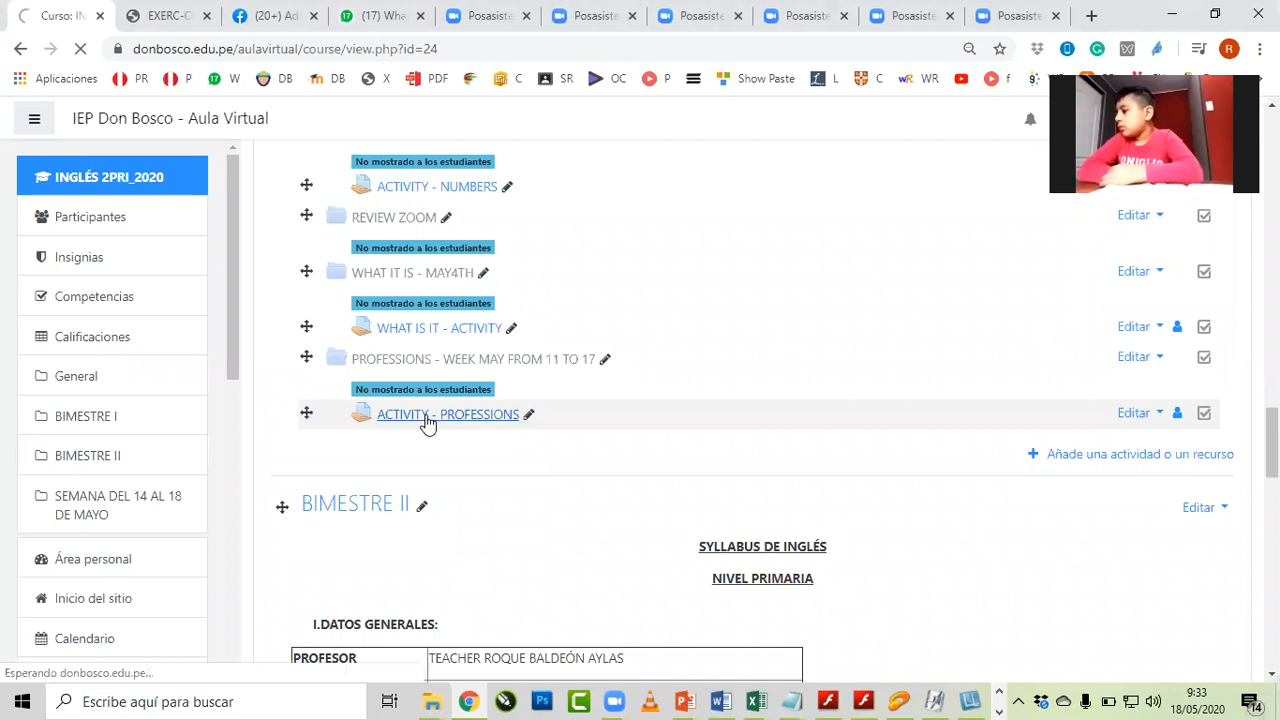 Curso: IN
EXERC-
(20+) Ad
(17) What
Posasiste
Posasiste
Posasiste
Posasiste
Posasiste
Posasiste
donbosco.edu.pe/aulavirtual/course/view.php?id=24
R
Aplicaciones
PR
P
17
W
DB
DB
X
PDF
C
SR
OC
P
Show Paste
L
C
WR
WR
f
IEP Don Bosco - Aula Virtual
INGLÉS 2PRI_2020
Participantes
Insignias
Competencias
Calificaciones
General
BIMESTRE I
BIMESTRE II
SEMANA DEL 14 AL 18
DE MAYO
Área personal
Inicio del sitio
Calendario
No mostrado a los estudiantes
ACTIVITY - NUMBERS
REVIEW ZOOM
Editar
No mostrado a los estudiantes
WHAT IT IS - MAY4TH
Editar
No mostrado a los estudiantes
WHAT IS IT - ACTIVITY
Editar
PROFESSIONS - WEEK MAY FROM 11 TO 17
Editar
No mostrado a los estudiantes
ACTIVITY - PROFESSIONS
Editar
Añade una actividad o un recurso
BIMESTRE II
Editar
SYLLABUS DE INGLÉS
NIVEL PRIMARIA
I.DATOS GENERALES:
PROFESOR
TEACHER ROQUE BALDEÓN AYLAS
Esperando donbosco.edu.pe...
Escribe aquí para buscar
9:33
18/05/2020
14